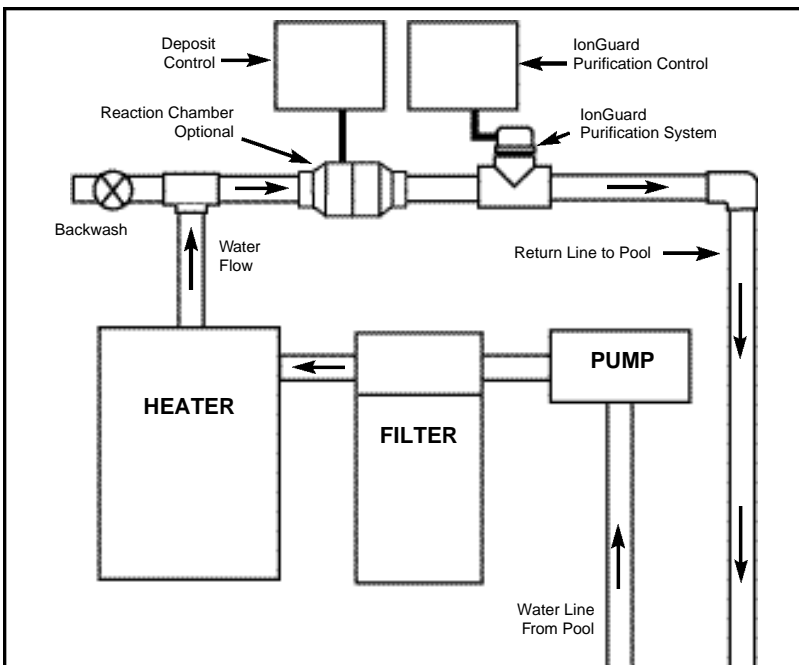 Deposit
Control
IonGuard
Purification Control
Reaction Chamber
Optional
IonGuard
Purification System
Backwash
Water
Flow
Return Line to Pool
HEATER
FILTER
PUMP
Water Line
From Pool